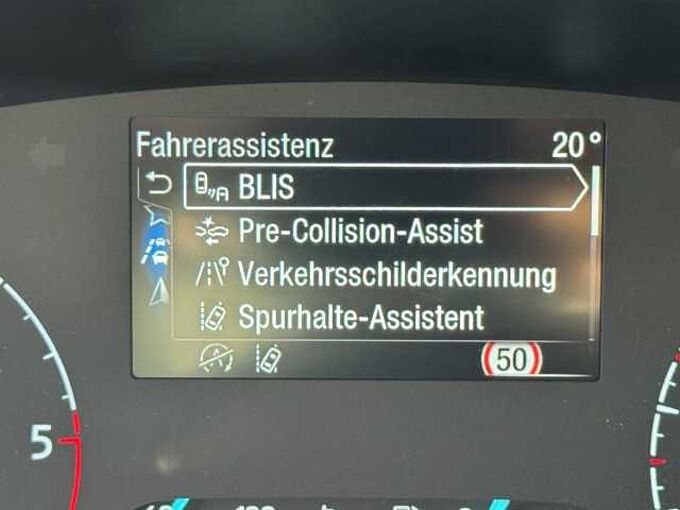 Fahrerassistenz 20°
BLIS
Pre-Collision-Assist
Verkehrsschilderkennung
Spurhalte-Assistent
50
5